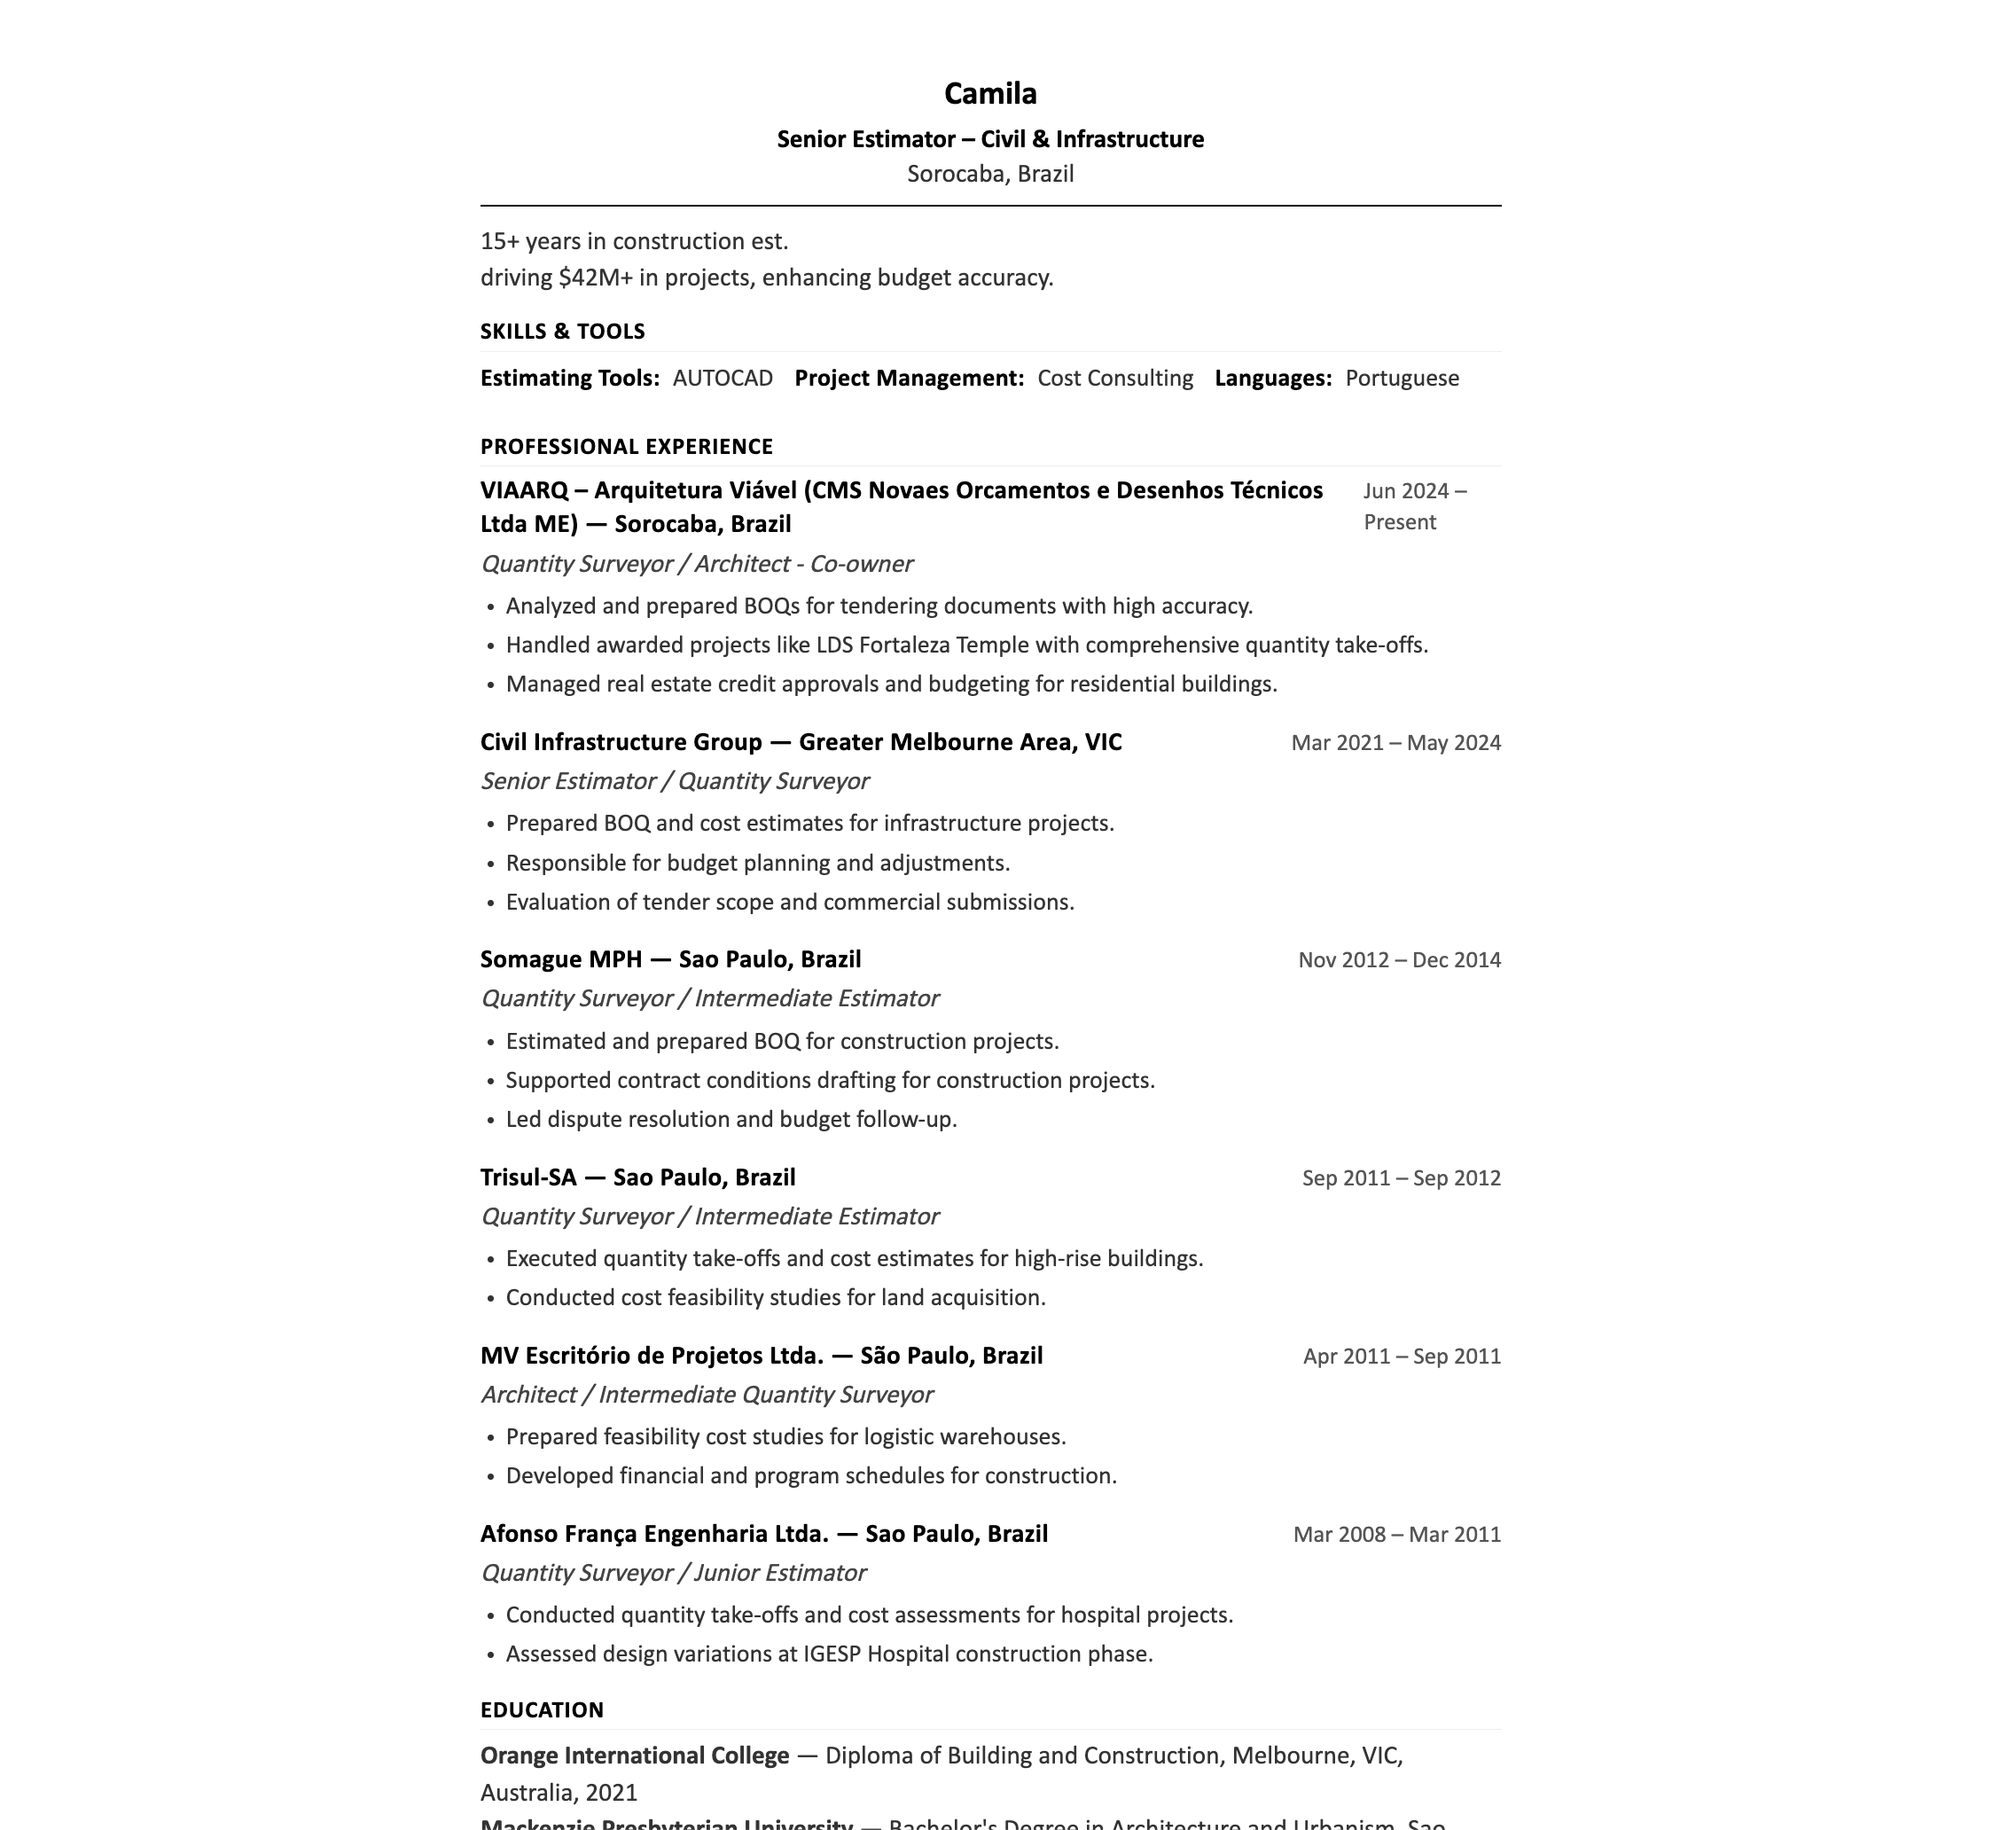 Camila
Senior Estimator – Civil & Infrastructure
Sorocaba, Brazil
15+ years in construction est.
driving $42M+ in projects, enhancing budget accuracy.
SKILLS & TOOLS
Estimating Tools: AUTOCAD Project Management: Cost Consulting Languages: Portuguese
PROFESSIONAL EXPERIENCE
VIAARQ – Arquitetura Viável (CMS Novaes Orcamentos e Desenhos Técnicos Jun 2024 –
Ltda ME) — Sorocaba, Brazil Present
Quantity Surveyor / Architect - Co-owner
• Analyzed and prepared BOQs for tendering documents with high accuracy.
• Handled awarded projects like LDS Fortaleza Temple with comprehensive quantity take-offs.
• Managed real estate credit approvals and budgeting for residential buildings.
Civil Infrastructure Group — Greater Melbourne Area, VIC Mar 2021 – May 2024
Senior Estimator / Quantity Surveyor
• Prepared BOQ and cost estimates for infrastructure projects.
• Responsible for budget planning and adjustments.
• Evaluation of tender scope and commercial submissions.
Somague MPH — Sao Paulo, Brazil Nov 2012 – Dec 2014
Quantity Surveyor / Intermediate Estimator
• Estimated and prepared BOQ for construction projects.
• Supported contract conditions drafting for construction projects.
• Led dispute resolution and budget follow-up.
Trisul-SA — Sao Paulo, Brazil Sep 2011 – Sep 2012
Quantity Surveyor / Intermediate Estimator
• Executed quantity take-offs and cost estimates for high-rise buildings.
• Conducted cost feasibility studies for land acquisition.
MV Escritório de Projetos Ltda. — São Paulo, Brazil Apr 2011 – Sep 2011
Architect / Intermediate Quantity Surveyor
• Prepared feasibility cost studies for logistic warehouses.
• Developed financial and program schedules for construction.
Afonso França Engenharia Ltda. — Sao Paulo, Brazil Mar 2008 – Mar 2011
Quantity Surveyor / Junior Estimator
• Conducted quantity take-offs and cost assessments for hospital projects.
• Assessed design variations at IGESP Hospital construction phase.
EDUCATION
Orange International College — Diploma of Building and Construction, Melbourne, VIC,
Australia, 2021
Mackenzie Presbyterian University — Bachelor's Degree in Architecture and Urbanism, Sao